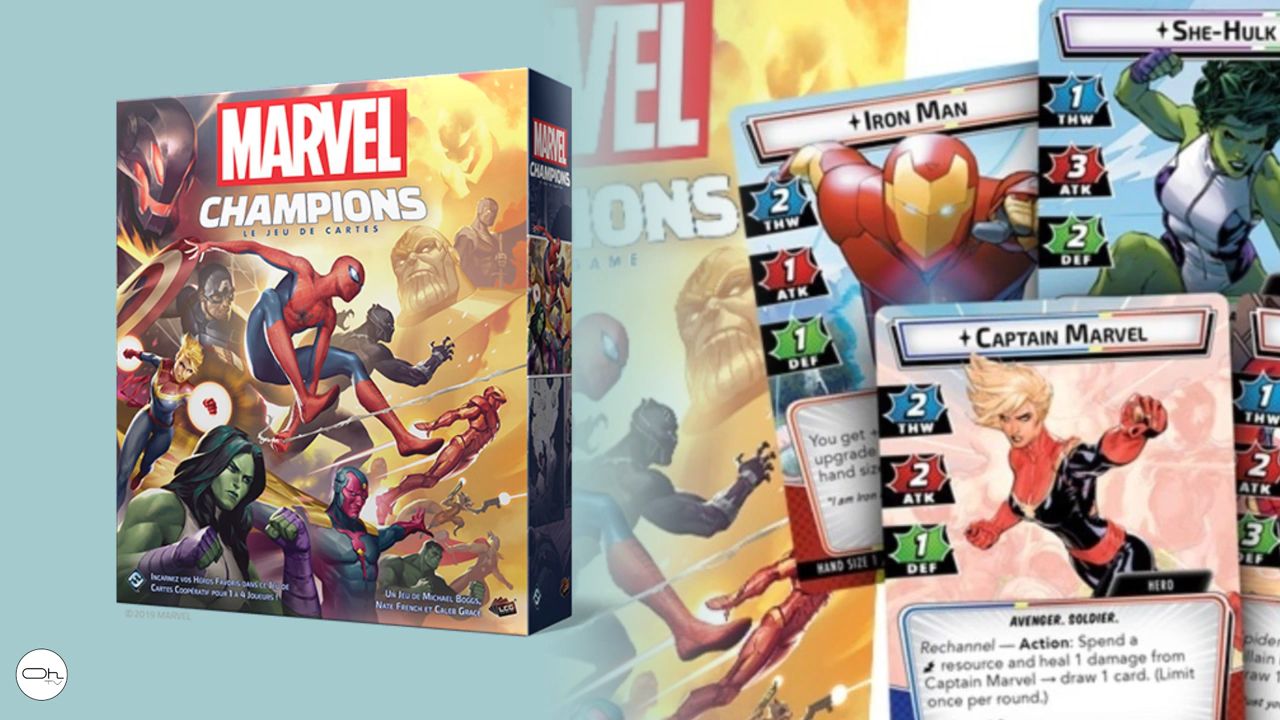 MARVEL
CHAMPIONS
LE JEU DE CARTES
INCARNEZ VOS HÉROS FAVORIS DANS CE JEU DE
CARTES COOPÉRATIF POUR 1 À 4 JOUEURS !
UN JEU DE MICHAEL BOGGS,
NATE FRENCH ET CALEB GRACE
LCG
©2019 MARVEL
MARVEL
CHAMPIONS
VEL
IONS
GAME
IRON MAN
2
THW
1
ATK
1
DEF
You get +
upgrade
hand siz
"I am Iron
HAND SIZE 1
SHE-HULK
1
THW
3
ATK
2
DEF
CAPTAIN MARVEL
2
THW
2
ATK
1
DEF
HERO
AVENGER. SOLDIER.
Rechannel — Action: Spend a
resource and heal 1 damage from
Captain Marvel → draw 1 card. (Limit
once per round.)
1
THW
2
ATK
3
DEF
Oh